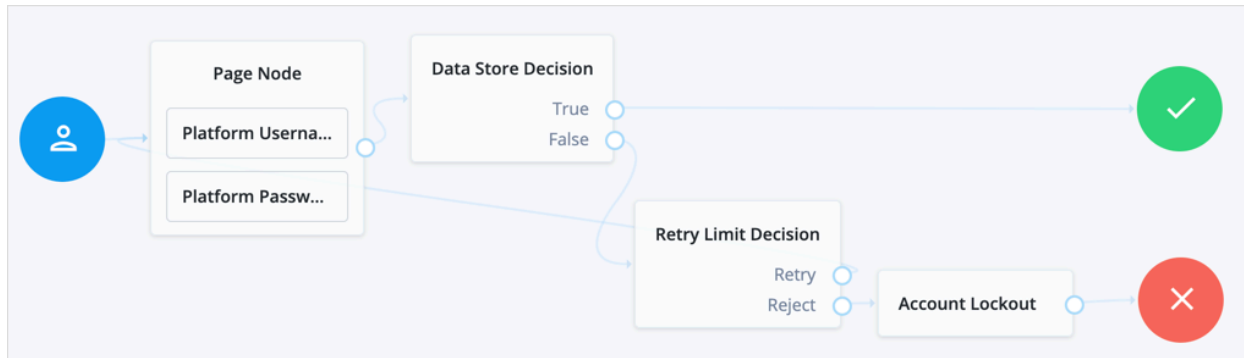 Page Node
Platform Userna...
Platform Passw...
Data Store Decision
True
False
Retry Limit Decision
Retry
Reject
Account Lockout